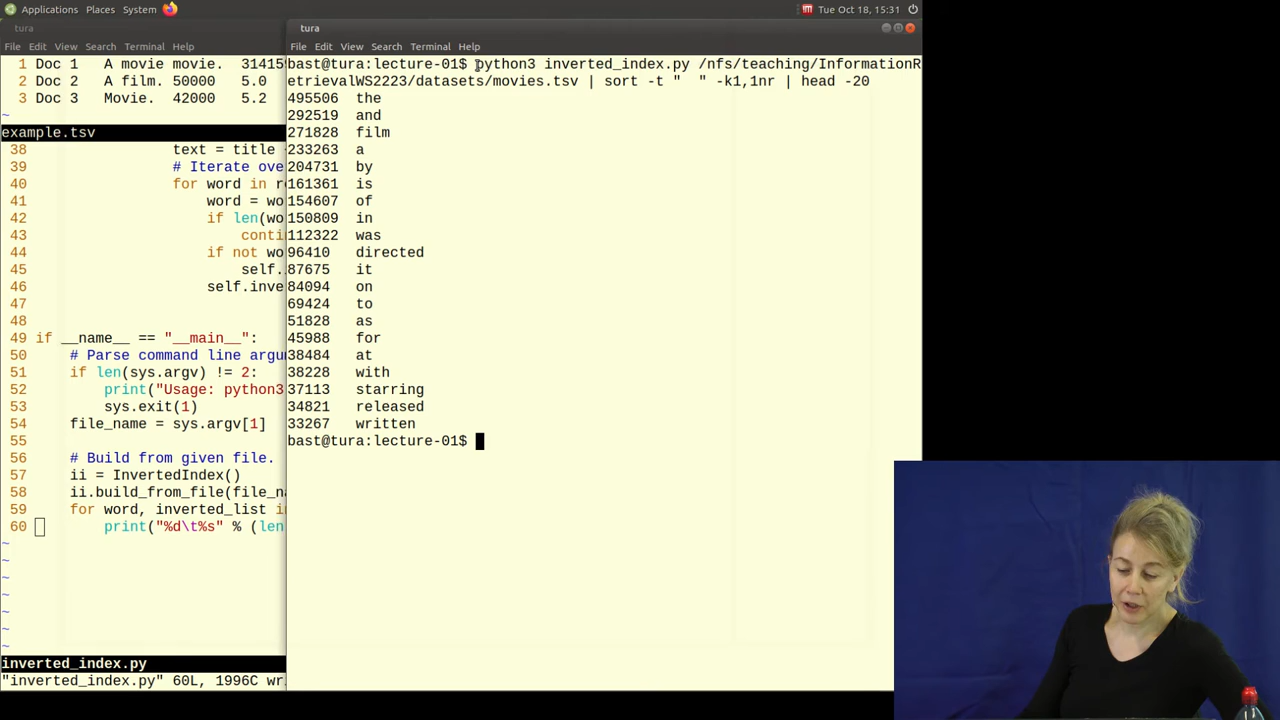 Applications Places System
Tue Oct 18, 15:31
tura
File Edit View Search Terminal Help
1 Doc 1 A movie movie. 314159
2 Doc 2 A film. 50000 5.0
3 Doc 3 Movie. 42000 5.2
~
example.tsv
38 text = title
39 # Iterate ove
40 for word in r
41 word = wo
42 if len(wo
43 conti
44 if not wo
45 self.
46 self.inve
47
48
49 if __name__ == "__main__":
50 # Parse command line argu
51 if len(sys.argv) != 2:
52 print("Usage: python3
53 sys.exit(1)
54 file_name = sys.argv[1]
55
56 # Build from given file.
57 ii = InvertedIndex()
58 ii.build_from_file(file_na
59 for word, inverted_list in
60 print("%d\t%s" % (len
~
~
~
~
~
~
~
inverted_index.py
"inverted_index.py" 60L, 1996C wr
tura
File Edit View Search Terminal Help
bast@tura:lecture-01$ python3 inverted_index.py /nfs/teaching/InformationR
etrievalWS2223/datasets/movies.tsv | sort -t "  " -k1,1nr | head -20
495506 the
292519 and
271828 film
233263 a
204731 by
161361 is
154607 of
150809 in
112322 was
96410 directed
87675 it
84094 on
69424 to
51828 as
45988 for
38484 at
38228 with
37113 starring
34821 released
33267 written
bast@tura:lecture-01$